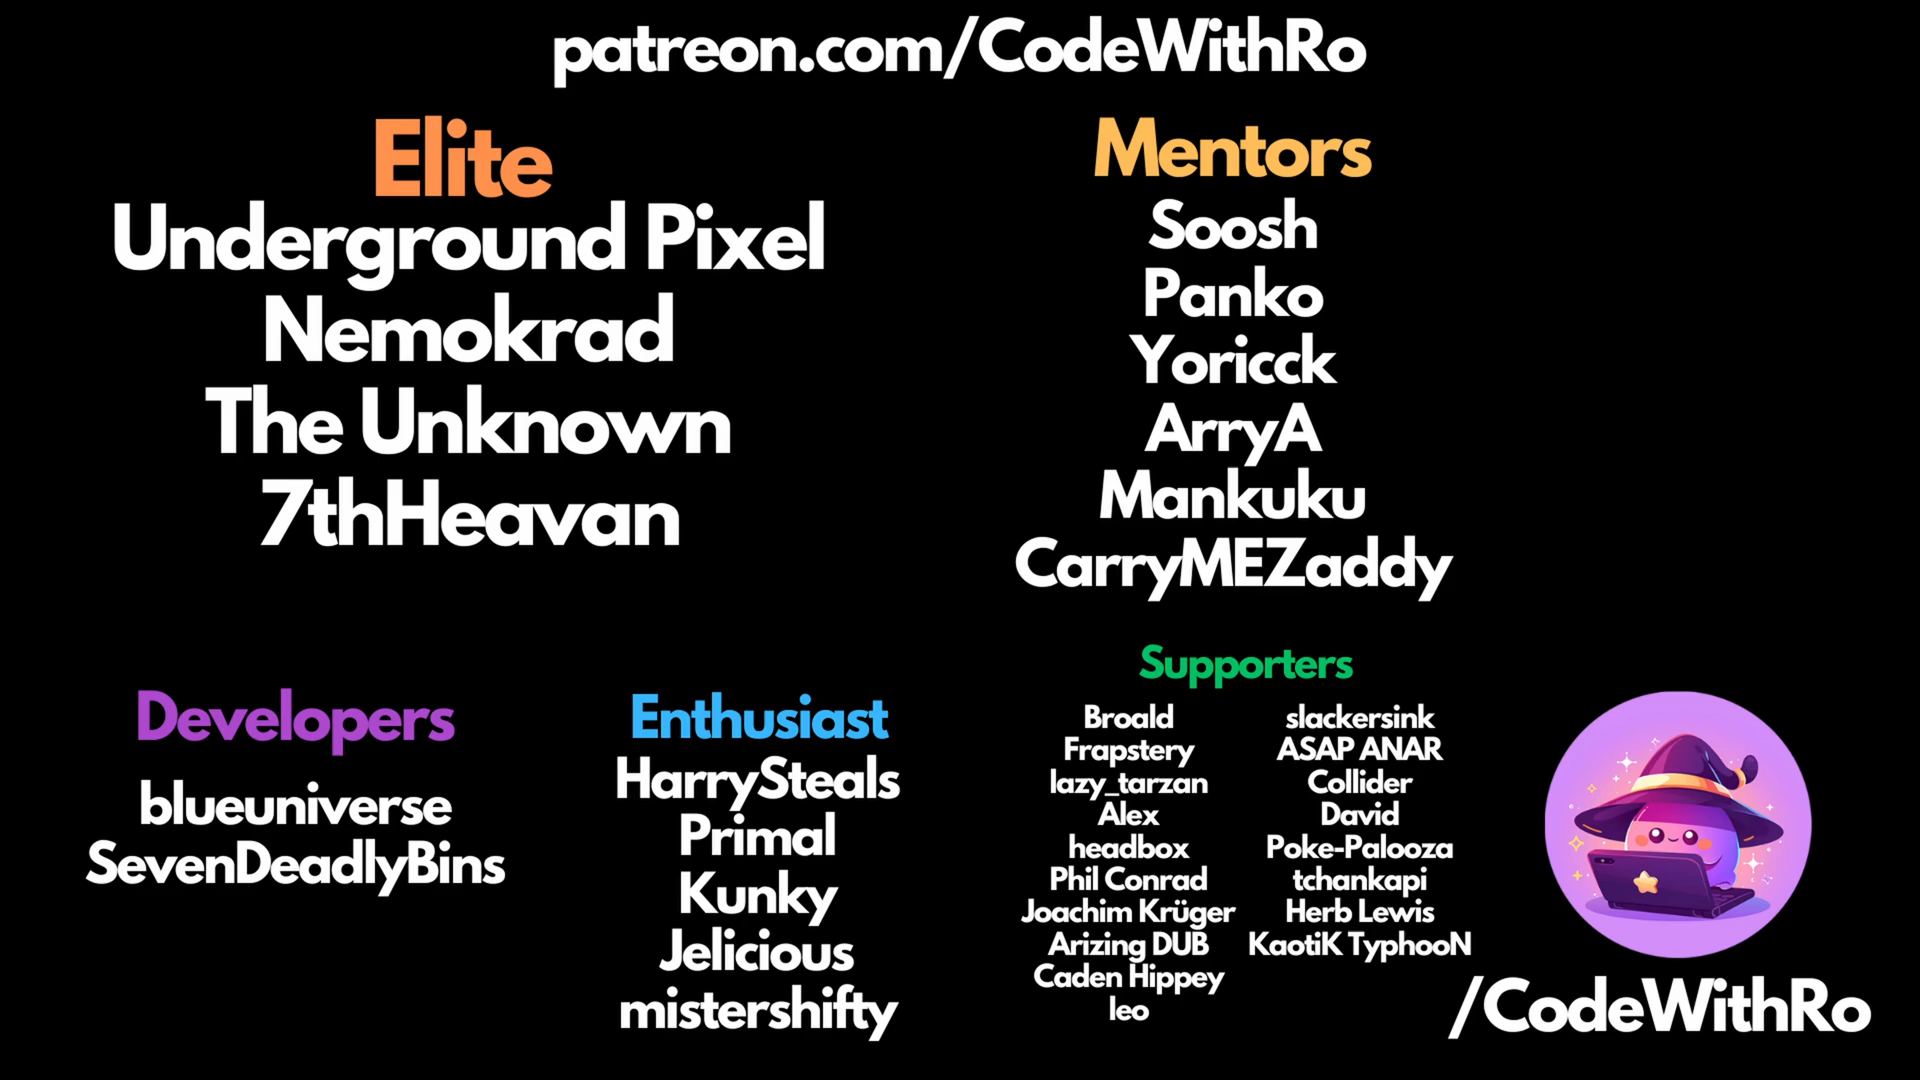 patreon.com/CodeWithRo
Elite
Underground Pixel
Nemokrad
The Unknown
7thHeavan
Mentors
Soosh
Panko
Yoricck
ArryA
Mankuku
CarryMEZaddy
Developers
blueuniverse
SevenDeadlyBins
Enthusiast
HarrySteals
Primal
Kunky
Jelicious
mistershifty
Supporters
Broald
Frapstery
lazy_tarzan
Alex
headbox
Phil Conrad
Joachim Krüger
Arizing DUB
Caden Hippey
leo
slackersink
ASAP ANAR
Collider
David
Poke-Palooza
tchankapi
Herb Lewis
KaotiK TyphooN
/CodeWithRo